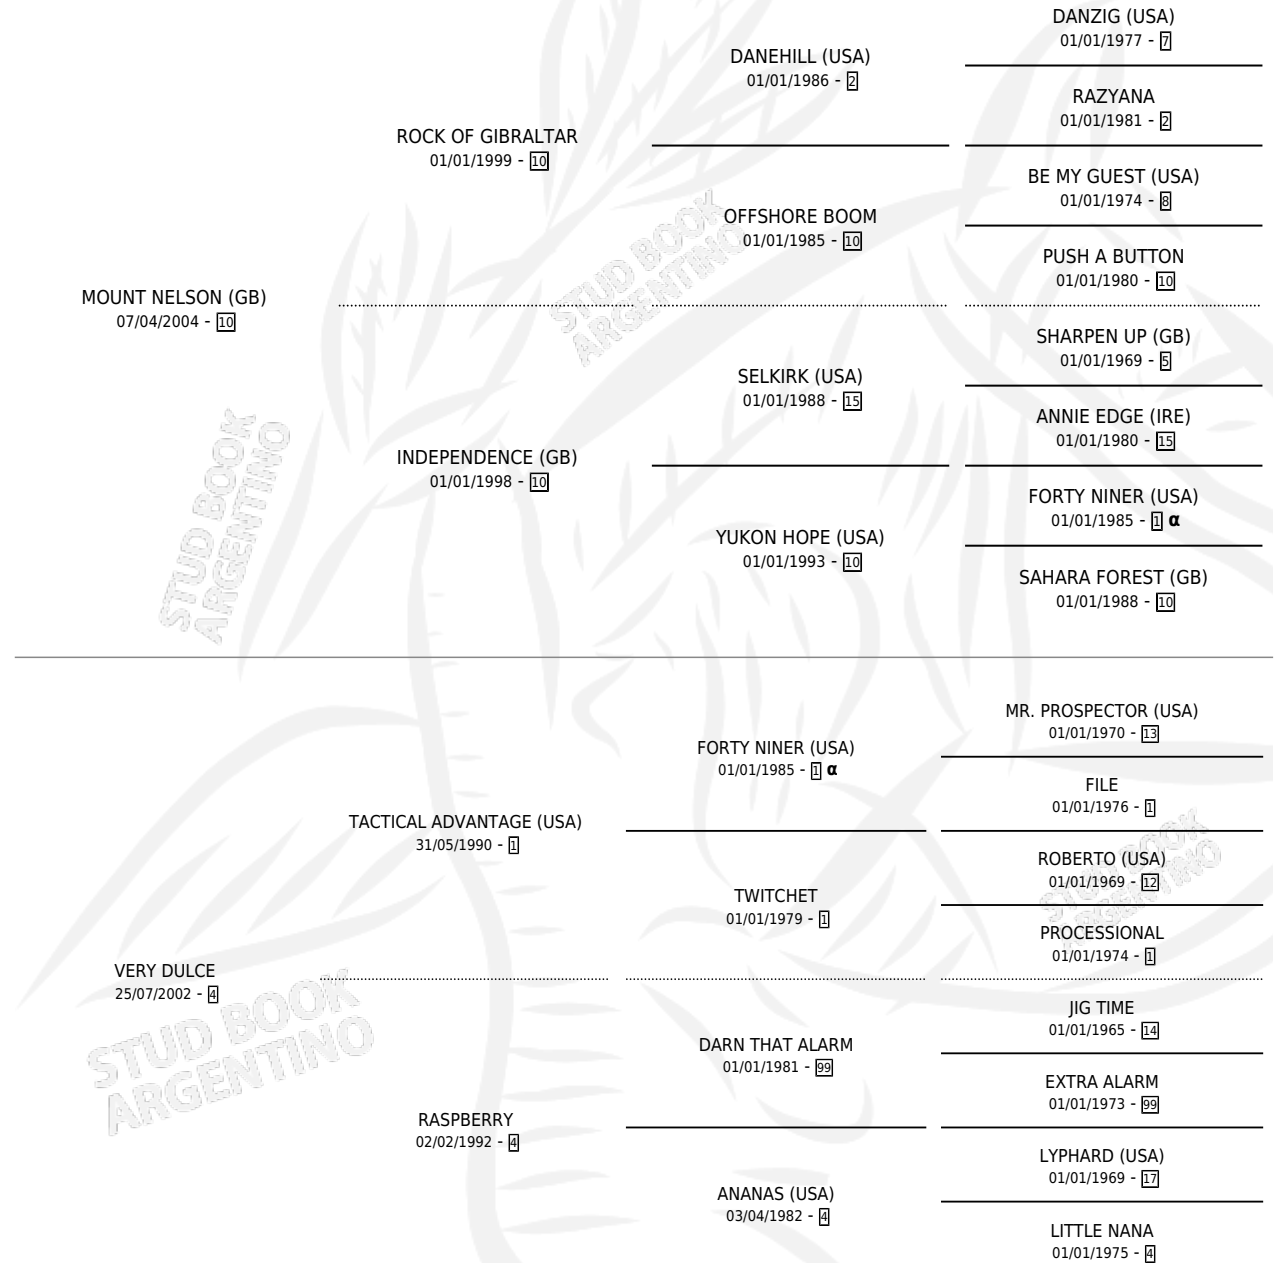 DANZIG (USA)
01/01/1977 - 7
DANEHILL (USA)
01/01/1986 - 2
RAZYANA
01/01/1981 - 2
ROCK OF GIBRALTAR
01/01/1999 - 10
BE MY GUEST (USA)
01/01/1974 - 8
OFFSHORE BOOM
01/01/1985 - 10
PUSH A BUTTON
01/01/1980 - 10
MOUNT NELSON (GB)
07/04/2004 - 10
SHARPEN UP (GB)
01/01/1969 - 5
SELKIRK (USA)
01/01/1988 - 15
ANNIE EDGE (IRE)
01/01/1980 - 15
INDEPENDENCE (GB)
01/01/1998 - 10
FORTY NINER (USA)
01/01/1985 - 1 α
YUKON HOPE (USA)
01/01/1993 - 10
SAHARA FOREST (GB)
01/01/1988 - 10
MR. PROSPECTOR (USA)
01/01/1970 - 13
FORTY NINER (USA)
01/01/1985 - 1 α
FILE
01/01/1976 - 1
TACTICAL ADVANTAGE (USA)
31/05/1990 - 1
ROBERTO (USA)
01/01/1969 - 12
TWITCHET
01/01/1979 - 1
PROCESSIONAL
01/01/1974 - 1
VERY DULCE
25/07/2002 - 4
JIG TIME
01/01/1965 - 14
DARN THAT ALARM
01/01/1981 - 99
EXTRA ALARM
01/01/1973 - 99
RASPBERRY
02/02/1992 - 4
LYPHARD (USA)
01/01/1969 - 17
ANANAS (USA)
03/04/1982 - 4
LITTLE NANA
01/01/1975 - 4
STUD BOOK
ARGENTINO
STUD BOOK
ARGENTINO
STUD BOOK
ARGENTINO
STUD BOOK
ARGENTINO